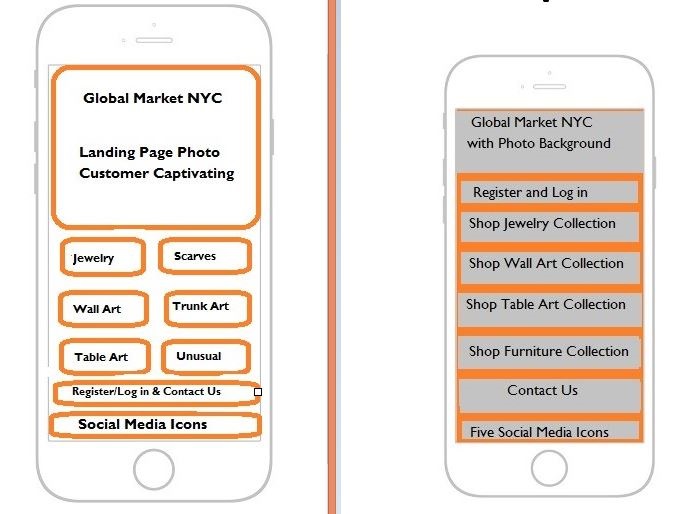 Global Market NYC
Landing Page Photo
Customer Captivating
Jewelry
Scarves
Wall Art
Trunk Art
Table Art
Unusual
Register/Log in & Contact Us
Social Media Icons
Global Market NYC
with Photo Background
Register and Log in
Shop Jewelry Collection
Shop Wall Art Collection
Shop Table Art Collection
Shop Furniture Collection
Contact Us
Five Social Media Icons